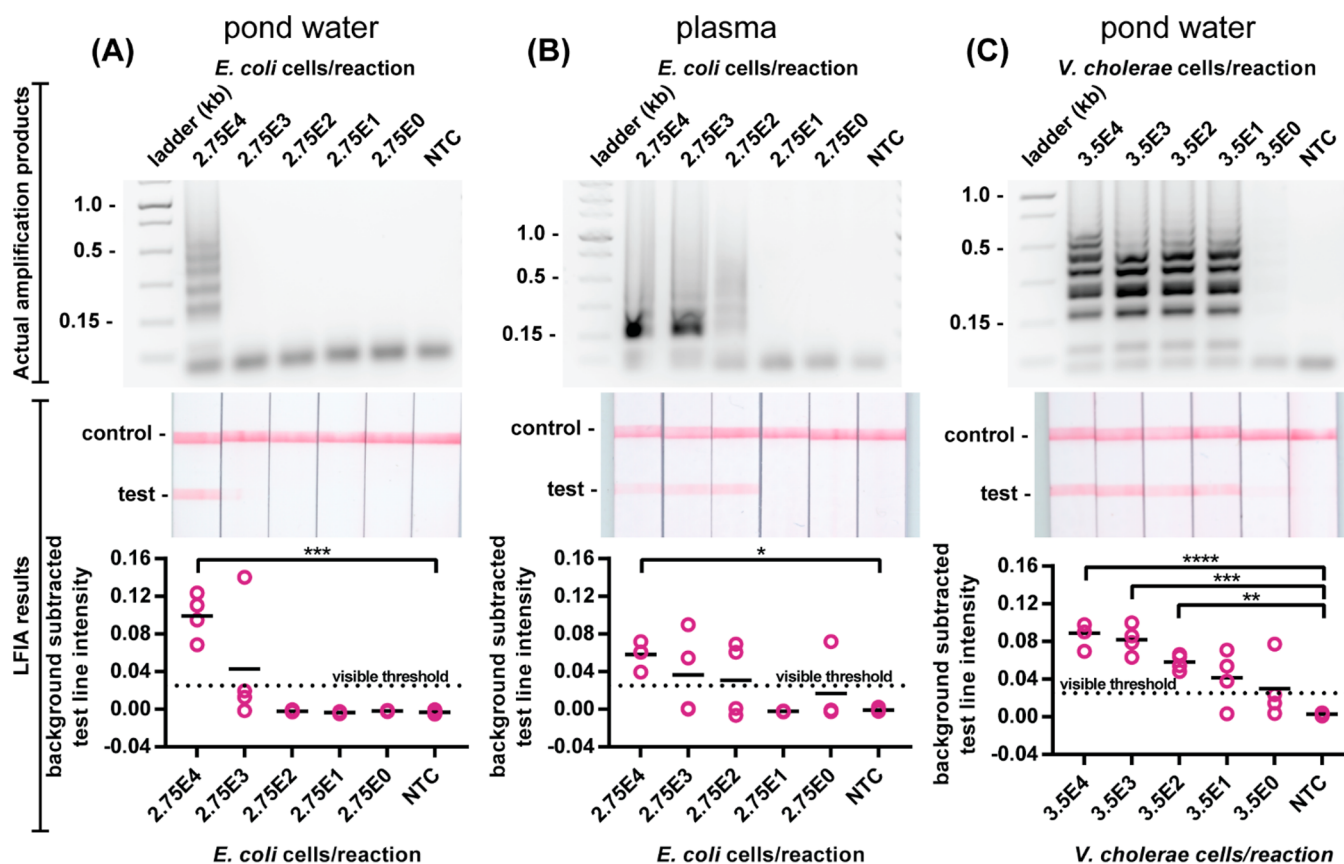 pond water
plasma
pond water
(A)
(B)
(C)
E. coli cells/reaction
E. coli cells/reaction
V. cholerae cells/reaction
Actual amplification products
ladder (kb)
2.75E4
2.75E3
2.75E2
2.75E1
2.75E0
NTC
1.0 -
0.5 -
0.15 -
ladder (kb)
2.75E4
2.75E3
2.75E2
2.75E1
2.75E0
NTC
1.0 -
0.5 -
0.15 -
ladder (kb)
3.5E4
3.5E3
3.5E2
3.5E1
3.5E0
NTC
1.0 -
0.5 -
0.15 -
LFIA results
control -
test -
control -
test -
control -
test -
background subtracted
test line intensity
0.16
0.12
0.08
0.04
0.00
-0.04
***
visible threshold
2.75E4
2.75E3
2.75E2
2.75E1
2.75E0
NTC
E. coli cells/reaction
background subtracted
test line intensity
0.16
0.12
0.08
0.04
0.00
-0.04
*
visible threshold
2.75E4
2.75E3
2.75E2
2.75E1
2.75E0
NTC
E. coli cells/reaction
background subtracted
test line intensity
0.16
0.12
0.08
0.04
0.00
-0.04
****
***
**
visible threshold
3.5E4
3.5E3
3.5E2
3.5E1
3.5E0
NTC
V. cholerae cells/reaction